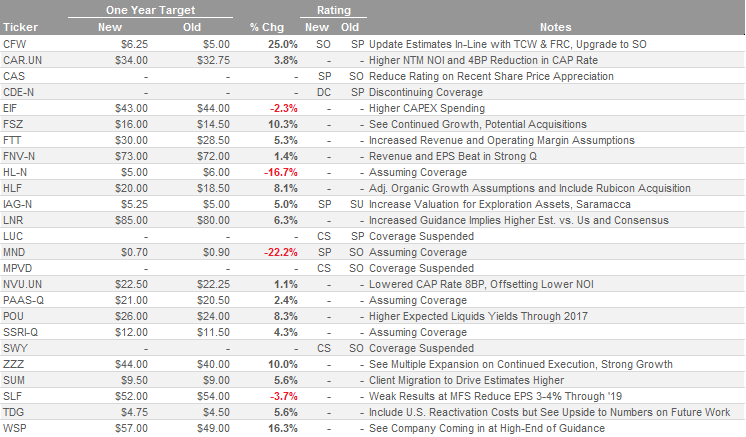 One Year Target Rating
Ticker New Old % Chg New Old Notes
CFW $6.25 $5.00 25.0% SO SP Update Estimates In-Line with TCW & FRC, Upgrade to SO
CAR.UN $34.00 $32.75 3.8% - - Higher NTM NOI and 4BP Reduction in CAP Rate
CAS - - - SP SO Reduce Rating on Recent Share Price Appreciation
CDE-N - - - DC SP Discontinuing Coverage
EIF $43.00 $44.00 -2.3% - - Higher CAPEX Spending
FSZ $16.00 $14.50 10.3% - - See Continued Growth, Potential Acquisitions
FTT $30.00 $28.50 5.3% - - Increased Revenue and Operating Margin Assumptions
FNV-N $73.00 $72.00 1.4% - - Revenue and EPS Beat in Strong Q
HL-N $5.00 $6.00 -16.7% - - Assuming Coverage
HLF $20.00 $18.50 8.1% - - Adj. Organic Growth Assumptions and Include Rubicon Acquisition
IAG-N $5.25 $5.00 5.0% SP SU Increase Valuation for Exploration Assets, Saramacca
LNR $85.00 $80.00 6.3% - - Increased Guidance Implies Higher Est. vs. Us and Consensus
LUC - - - CS SP Coverage Suspended
MND $0.70 $0.90 -22.2% SP SO Assuming Coverage
MPVD - - - CS SO Coverage Suspended
NVU.UN $22.50 $22.25 1.1% - - Lowered CAP Rate 8BP, Offsetting Lower NOI
PAAS-Q $21.00 $20.50 2.4% - - Assuming Coverage
POU $26.00 $24.00 8.3% - - Higher Expected Liquids Yields Through 2017
SSRI-Q $12.00 $11.50 4.3% - - Assuming Coverage
SWY - - - CS SO Coverage Suspended
ZZZ $44.00 $40.00 10.0% - - See Multiple Expansion on Continued Execution, Strong Growth
SUM $9.50 $9.00 5.6% - - Client Migration to Drive Estimates Higher
SLF $52.00 $54.00 -3.7% - - Weak Results at MFS Reduce EPS 3-4% Through '19
TDG $4.75 $4.50 5.6% - - Include U.S. Reactivation Costs but See Upside to Numbers on Future Work
WSP $57.00 $49.00 16.3% - - See Company Coming in at High-End of Guidance